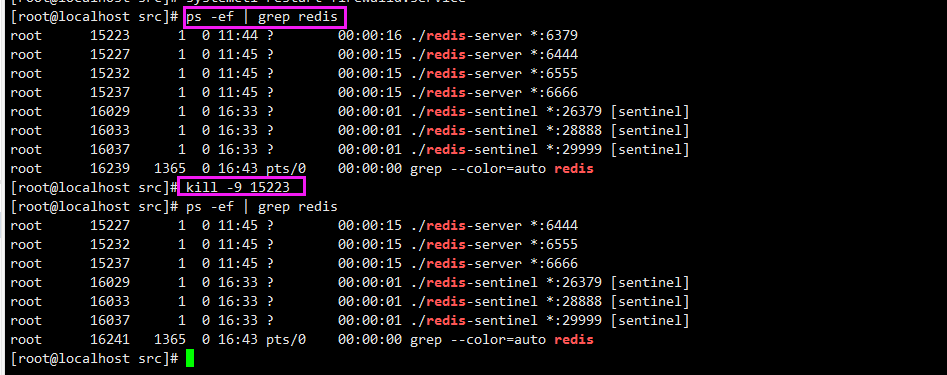 [root@localhost src]# systemctl restart firewalld.service
[root@localhost src]# ps -ef | grep redis
root      15223      1  0 11:44 ?        00:00:16 ./redis-server *:6379
root      15227      1  0 11:45 ?        00:00:15 ./redis-server *:6444
root      15232      1  0 11:45 ?        00:00:15 ./redis-server *:6555
root      15237      1  0 11:45 ?        00:00:15 ./redis-server *:6666
root      16029      1  0 16:33 ?        00:00:01 ./redis-sentinel *:26379 [sentinel]
root      16033      1  0 16:33 ?        00:00:01 ./redis-sentinel *:28888 [sentinel]
root      16037      1  0 16:33 ?        00:00:01 ./redis-sentinel *:29999 [sentinel]
root      16239   1365  0 16:43 pts/0    00:00:00 grep --color=auto redis
[root@localhost src]# kill -9 15223
[root@localhost src]# ps -ef | grep redis
root      15227      1  0 11:45 ?        00:00:15 ./redis-server *:6444
root      15232      1  0 11:45 ?        00:00:15 ./redis-server *:6555
root      15237      1  0 11:45 ?        00:00:15 ./redis-server *:6666
root      16029      1  0 16:33 ?        00:00:01 ./redis-sentinel *:26379 [sentinel]
root      16033      1  0 16:33 ?        00:00:01 ./redis-sentinel *:28888 [sentinel]
root      16037      1  0 16:33 ?        00:00:01 ./redis-sentinel *:29999 [sentinel]
root      16241   1365  0 16:43 pts/0    00:00:00 grep --color=auto redis
[root@localhost src]#